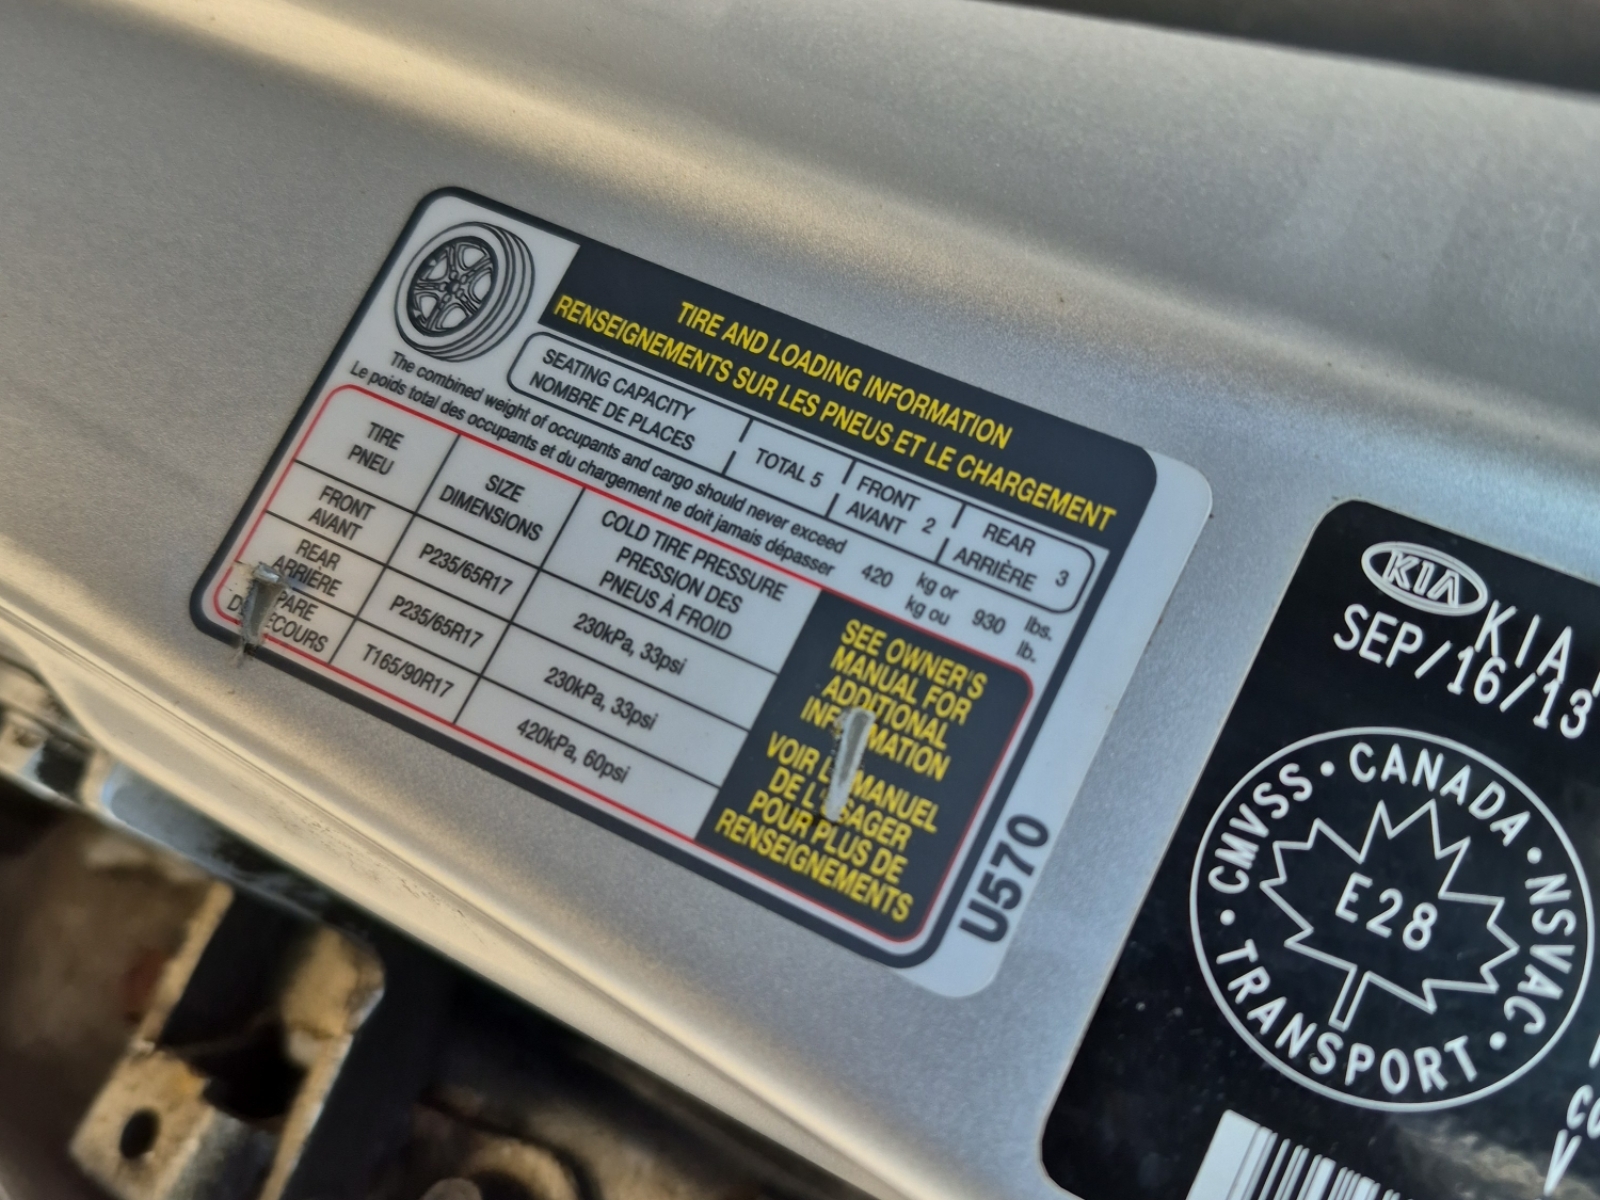 TIRE AND LOADING INFORMATION
RENSEIGNEMENTS SUR LES PNEUS ET LE CHARGEMENT
SEATING CAPACITY
NOMBRE DE PLACES
TOTAL 5
FRONT
AVANT 2
REAR
ARRIÈRE 3
The combined weight of occupants and cargo should never exceed 420 kg or 930 lbs.
Le poids total des occupants et du chargement ne doit jamais dépasser kg ou lb.
TIRE
PNEU
SIZE
DIMENSIONS
COLD TIRE PRESSURE
PRESSION DES
PNEUS À FROID
FRONT
AVANT
P235/65R17
230kPa, 33psi
REAR
ARRIÈRE
P235/65R17
230kPa, 33psi
T165/90R17
420kPa, 60psi
SEE OWNER'S
MANUAL FOR
ADDITIONAL
VOIR MANUEL
POUR PLUS DE
RENSEIGNEMENTS
U570
KIA
KIA
SEP/16/13
CMVSS • CANADA • NSVAC • TRANSPORT •
E28